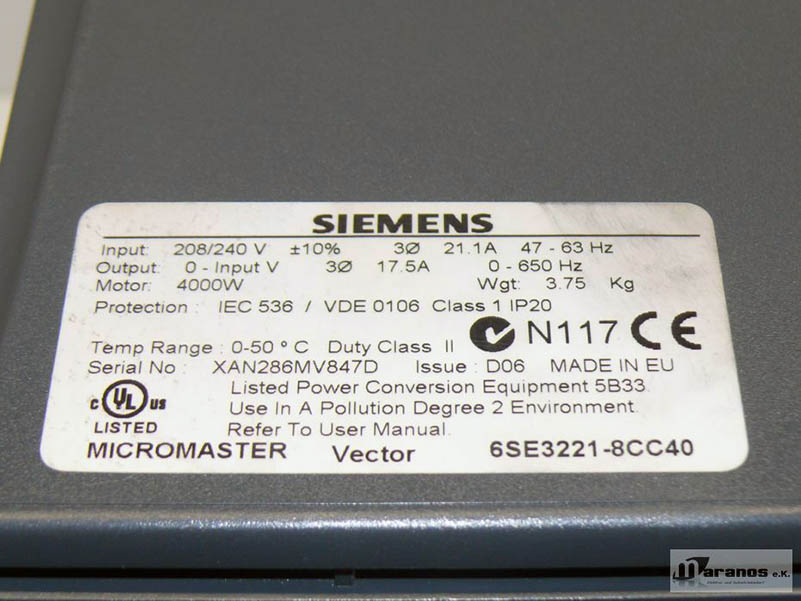 SIEMENS
Input: 208/240 V ±10% 3Ø 21.1A 47 - 63 Hz
Output: 0 - Input V 3Ø 17.5A 0 - 650 Hz
Motor: 4000W Wgt: 3.75 Kg
Protection : IEC 536 / VDE 0106 Class 1 IP20
N117 CE
Temp Range : 0-50 ° C Duty Class II
Serial No : XAN286MV847D Issue : D06 MADE IN EU
Listed Power Conversion Equipment 5B33
c UL us
Use In A Pollution Degree 2 Environment.
LISTED Refer To User Manual.
MICROMASTER Vector 6SE3221-8CC40
Maranos e.K.